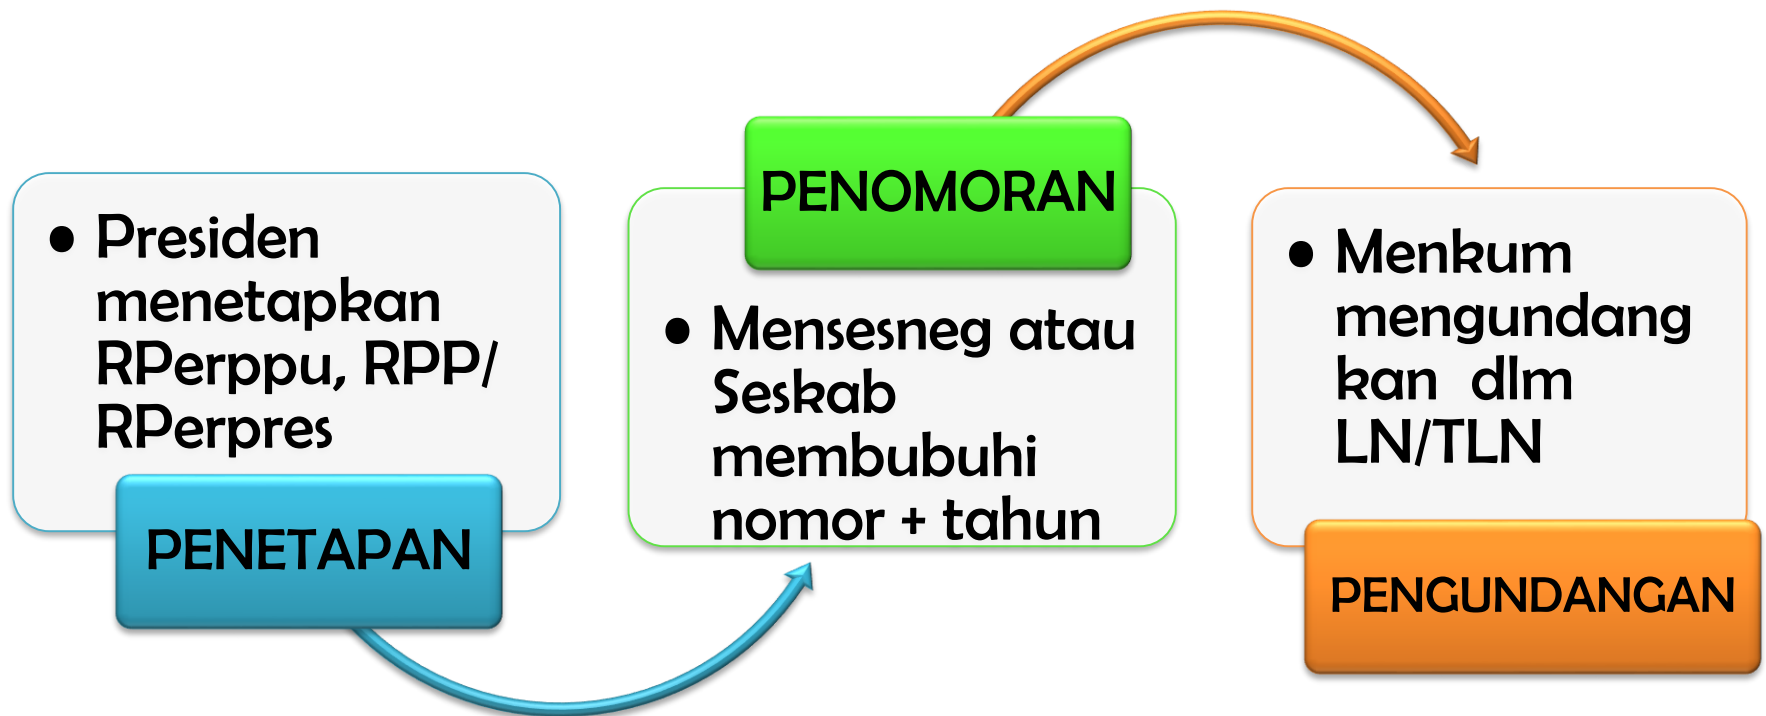 • Presiden
menetapkan
RPerppu, RPP/
RPerpres
PENETAPAN
PENOMORAN
• Mensesneg atau
Seskab
membubuhi
nomor + tahun
• Menkum
mengundang
kan dlm
LN/TLN
PENGUNDANGAN